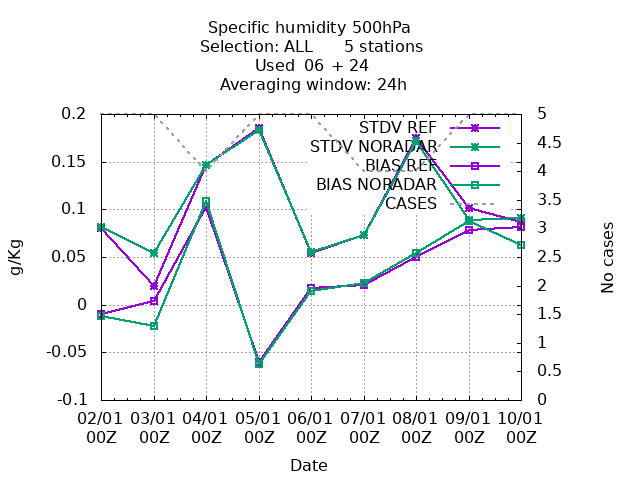 Specific humidity 500hPa
Selection: ALL 5 stations
Used 06 + 24
Averaging window: 24h
STDV REF
STDV NORADAR
BIAS REF
BIAS NORADAR
CASES
0.2
0.15
0.1
0.05
0
-0.05
-0.1
g/Kg
5
4.5
4
3.5
3
2.5
2
1.5
1
0.5
0
No cases
02/01 03/01 04/01 05/01 06/01 07/01 08/01 09/01 10/01
00Z 00Z 00Z 00Z 00Z 00Z 00Z 00Z 00Z
Date